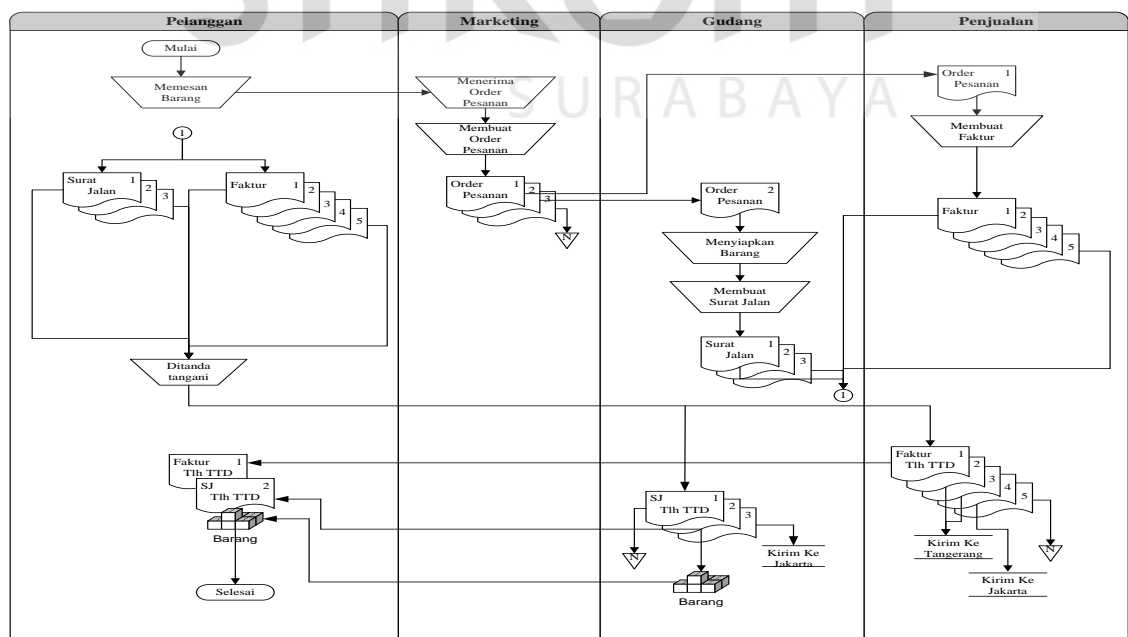 Pelanggan
Marketing
Gudang
Penjualan
SURABAYA
Mulai
Memesan
Barang
1
Surat 1
Jalan 2
3
Faktur 1
2
3
4
5
Ditanda
tangani
Faktur 1
Tlh TTD
SJ 2
Tlh TTD
Barang
Selesai
Menerima
Order
Pesanan
Membuat
Order
Pesanan
Order 1
Pesanan 2
3
N
Order 2
Pesanan
Menyiapkan
Barang
Membuat
Surat Jalan
Surat 1
Jalan 2
3
1
SJ 1
Tlh TTD 2
3
N
Kirim Ke
Jakarta
Barang
Order 1
Pesanan
Membuat
Faktur
Faktur 1
2
3
4
5
Faktur 1
Tlh TTD 2
3
4
5
Kirim Ke
Tangerang
N
Kirim Ke
Jakarta